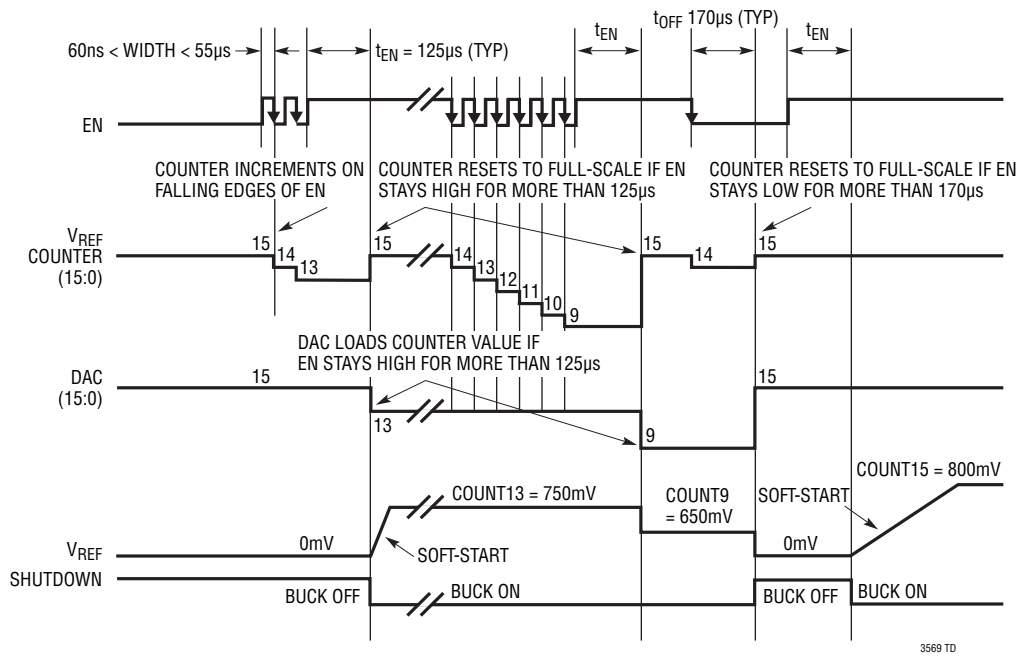 60ns < WIDTH < 55µs
tEN = 125µs (TYP)
tEN
tOFF 170µs (TYP)
tEN
EN
COUNTER INCREMENTS ON
FALLING EDGES OF EN
COUNTER RESETS TO FULL-SCALE IF EN
STAYS HIGH FOR MORE THAN 125µs
COUNTER RESETS TO FULL-SCALE IF EN
STAYS LOW FOR MORE THAN 170µs
VREF
COUNTER
(15:0)
15
14
13
15
14
13
12
11
10
9
15
14
15
DAC LOADS COUNTER VALUE IF
EN STAYS HIGH FOR MORE THAN 125µs
DAC
(15:0)
15
13
9
15
VREF
0mV
SOFT-START
COUNT13 = 750mV
COUNT9
= 650mV
0mV
SOFT-START
COUNT15 = 800mV
SHUTDOWN
BUCK OFF
BUCK ON
BUCK OFF
BUCK ON
3569 TD